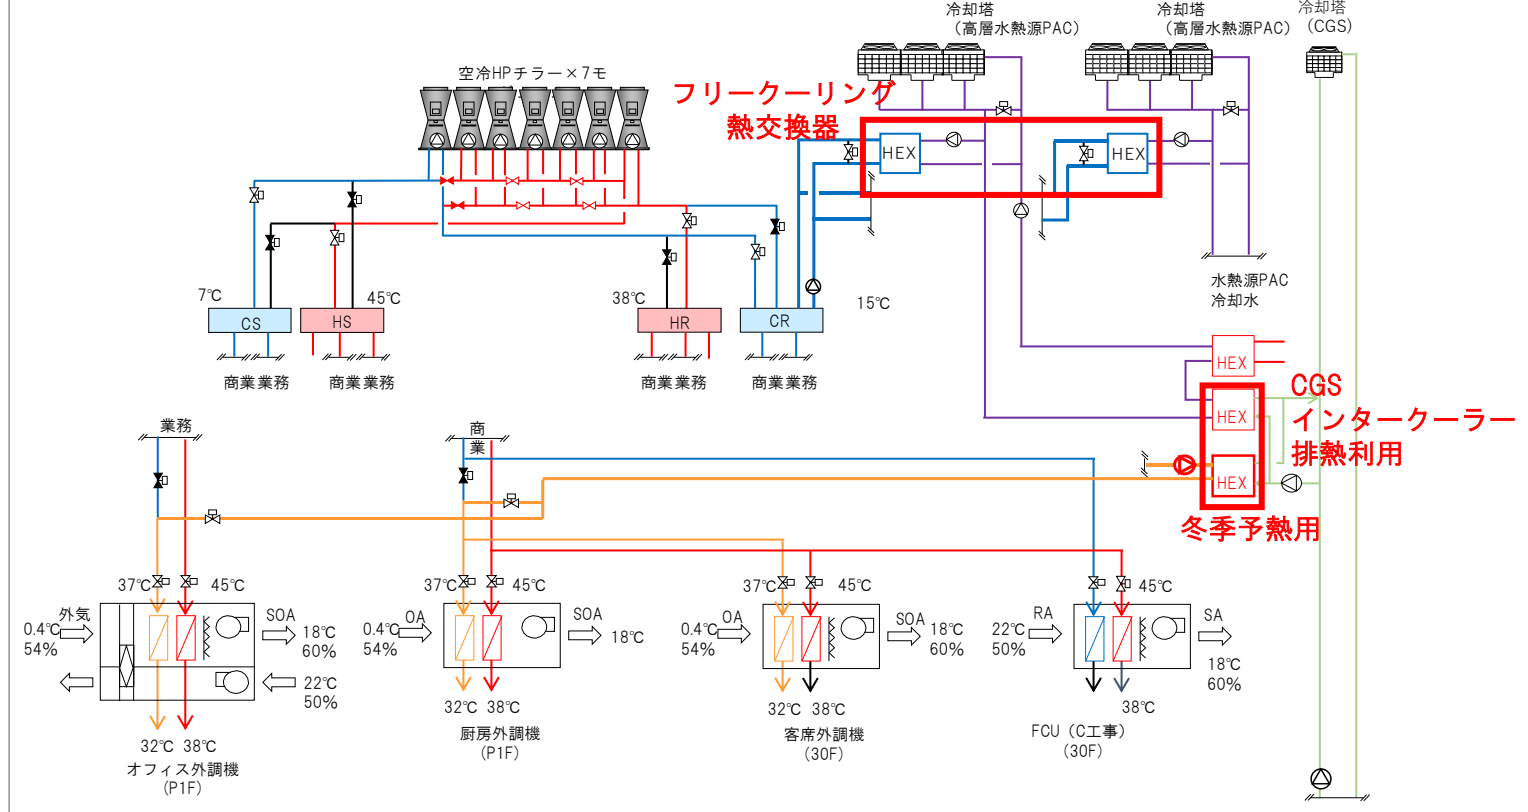 冷却塔
（高層水熱源PAC）
冷却塔
（高層水熱源PAC）
冷却塔
（CGS）
空冷HPチラー×7モ
フリークーリング
熱交換器
HEX
HEX
7℃
45℃
38℃
15℃
水熱源PAC
冷却水
CS
HS
HR
CR
商業業務
商業業務
商業業務
商業業務
HEX
HEX
HEX
CGS
インタークーラー
排熱利用
冬季予熱用
業務
商
業
37℃
45℃
外気
0.4℃
54%
SOA
18℃
60%
22℃
50%
32℃
38℃
オフィス外調機
(P1F)
37℃
45℃
OA
0.4℃
54%
SOA
18℃
32℃
38℃
厨房外調機
(P1F)
37℃
45℃
OA
0.4℃
54%
SOA
18℃
60%
32℃
38℃
客席外調機
(30F)
45℃
RA
22℃
50%
SA
18℃
60%
38℃
FCU（C工事）
(30F)